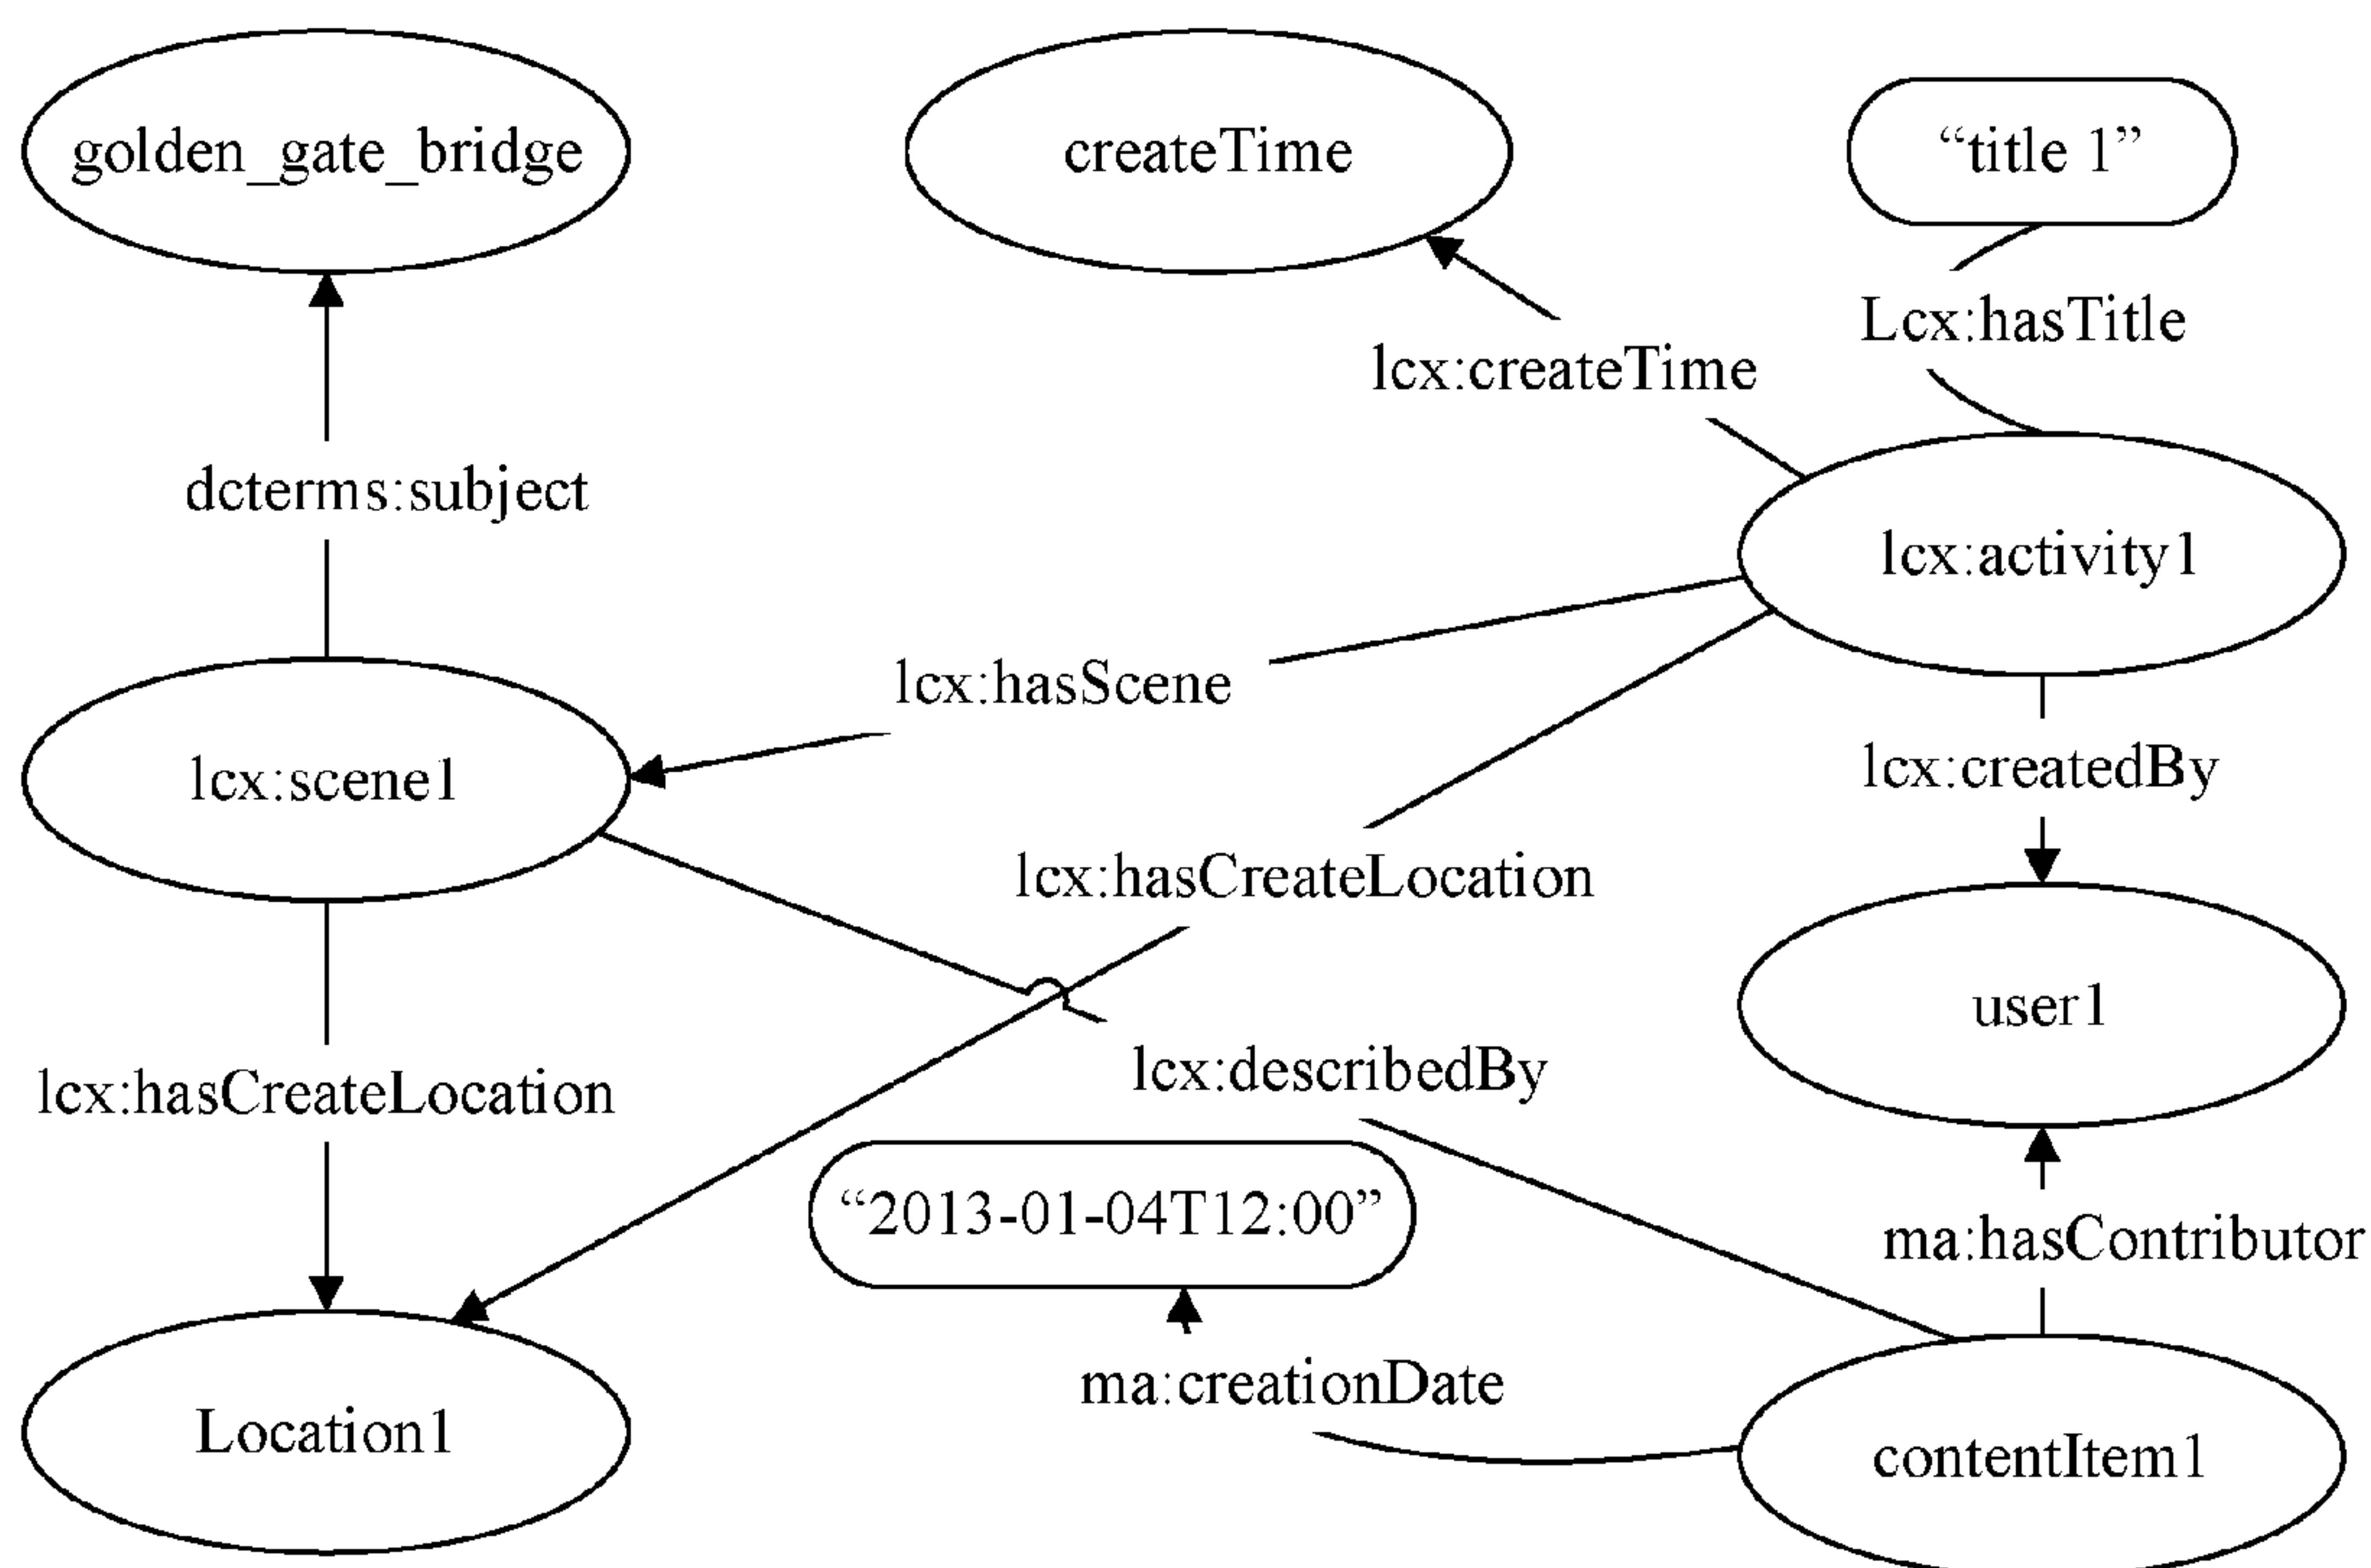 golden_gate_bridge
createTime
“title 1”
Lcx:hasTitle
lcx:createTime
dcterms:subject
lcx:activity1
lcx:hasScene
lcx:scene1
lcx:createdBy
lcx:hasCreateLocation
user1
lcx:describedBy
lcx:hasCreateLocation
“2013-01-04T12:00”
ma:hasContributor
ma:creationDate
Location1
contentItem1